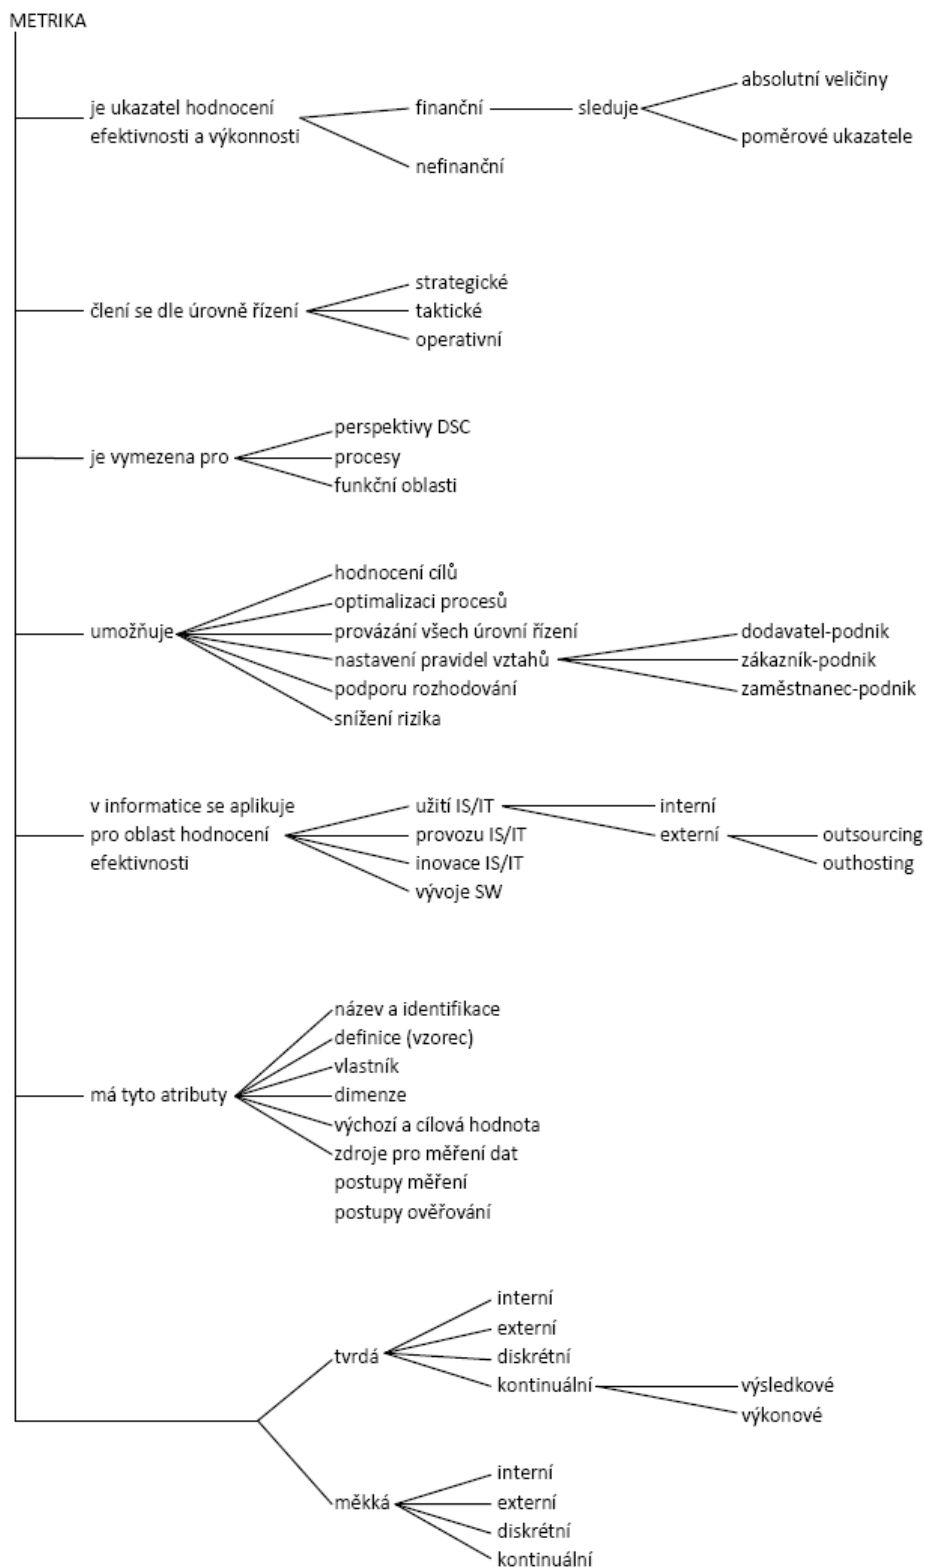 METRIKA
je ukazatel hodnocení
efektivnosti a výkonnosti
finanční
sleduje
absolutní veličiny
poměrové ukazatele
nefinanční
člení se dle úrovně řízení
strategické
taktické
operativní
je vymezena pro
perspektivy DSC
procesy
funkční oblasti
umožňuje
hodnocení cílů
optimalizaci procesů
provázání všech úrovní řízení
nastavení pravidel vztahů
dodavatel-podnik
zákazník-podnik
zaměstnanec-podnik
podporu rozhodování
snížení rizika
v informatice se aplikuje
pro oblast hodnocení
efektivnosti
užití IS/IT
interní
externí
outsourcing
outhosting
provozu IS/IT
inovace IS/IT
vývoje SW
má tyto atributy
název a identifikace
definice (vzorec)
vlastník
dimenze
výchozí a cílová hodnota
zdroje pro měření dat
postupy měření
postupy ověřování
tvrdá
interní
externí
diskrétní
kontinuální
výsledkové
výkonové
měkká
interní
externí
diskrétní
kontinuální